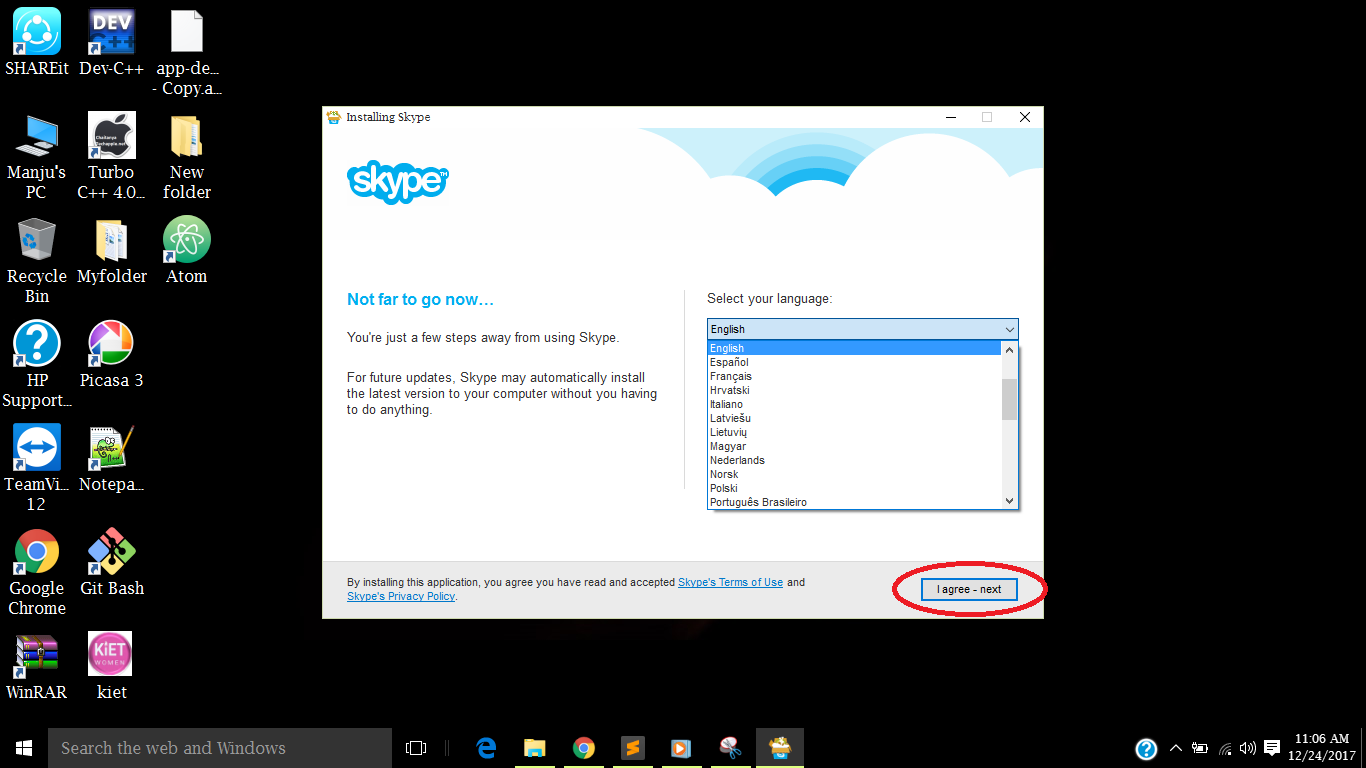 SHAREit
Dev-C++
app-de...
- Copy.a...
Manju's
PC
Turbo
C++ 4.0...
New
folder
Recycle
Bin
Myfolder
Atom
HP
Support...
Picasa 3
TeamVi...
12
Notepa...
Google
Chrome
Git Bash
WinRAR
kiet
DEV
C++
Chaitanya
KiET
WOMEN
Installing Skype
skype™
Not far to go now...
You're just a few steps away from using Skype.
For future updates, Skype may automatically install
the latest version to your computer without you having
to do anything.
Select your language:
English
English
Español
Français
Hrvatski
Italiano
Latviešu
Lietuvių
Magyar
Nederlands
Norsk
Polski
Português Brasileiro
By installing this application, you agree you have read and accepted Skype's Terms of Use and
Skype's Privacy Policy.
I agree - next
Search the web and Windows
11:06 AM
12/24/2017